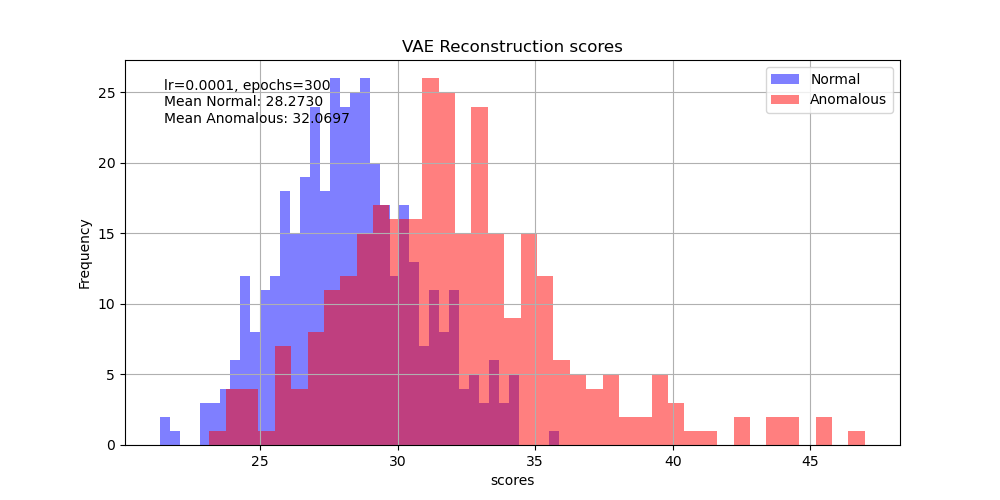 VAE Reconstruction scores
lr=0.0001, epochs=300
Mean Normal: 28.2730
Mean Anomalous: 32.0697
Normal
Anomalous
Frequency
25
20
15
10
5
0
25 30 35 40 45
scores